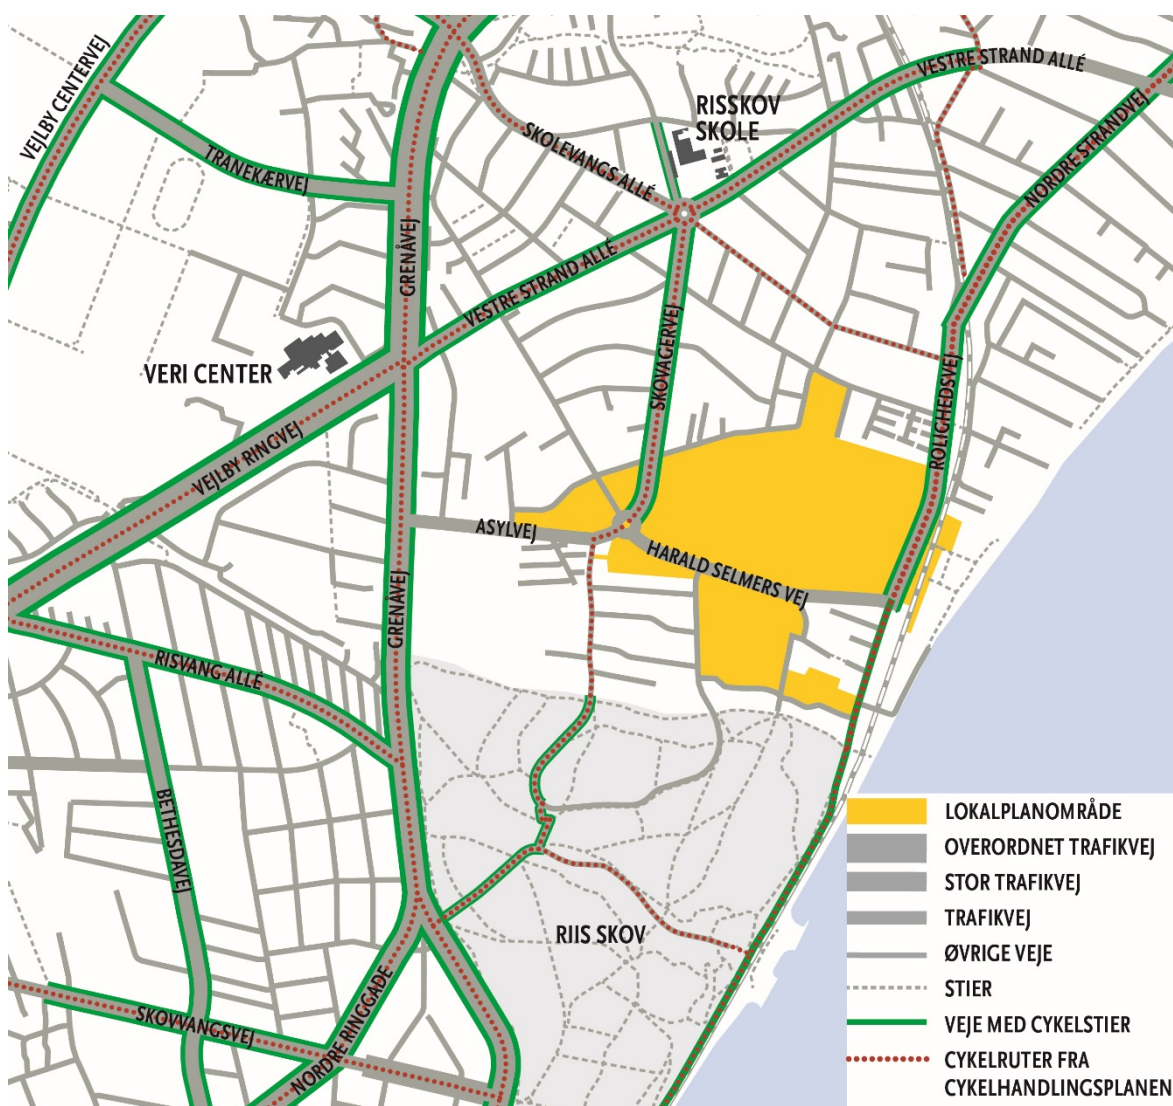 VEJLBY CENTERVEJ
TRANEKÆRVEJ
GRENÅVEJ
SKOLEVANGS ALLÉ
RISSKOV
SKOLE
VESTRE STRAND ALLÉ
NORDRE STRANDVEJ
VESTRE STRAND ALLÉ
VERI CENTER
VEJLBY RINGVEJ
SKOVAGERVEJ
ROLIGHEDSVEJ
ASYLVEJ
HARALD SELMERS VEJ
GRENÅVEJ
RISVANG ALLÉ
BETHESDAVEJ
RIIS SKOV
SKOVVANGSVEJ
NORDRE RINGGADE
LOKALPLANOMRÅDE
OVERORDNET TRAFIKVEJ
STOR TRAFIKVEJ
TRAFIKVEJ
ØVRIGE VEJE
STIER
VEJE MED CYKELSTIER
CYKELRUTER FRA
CYKELHANDLINGSPLANEN